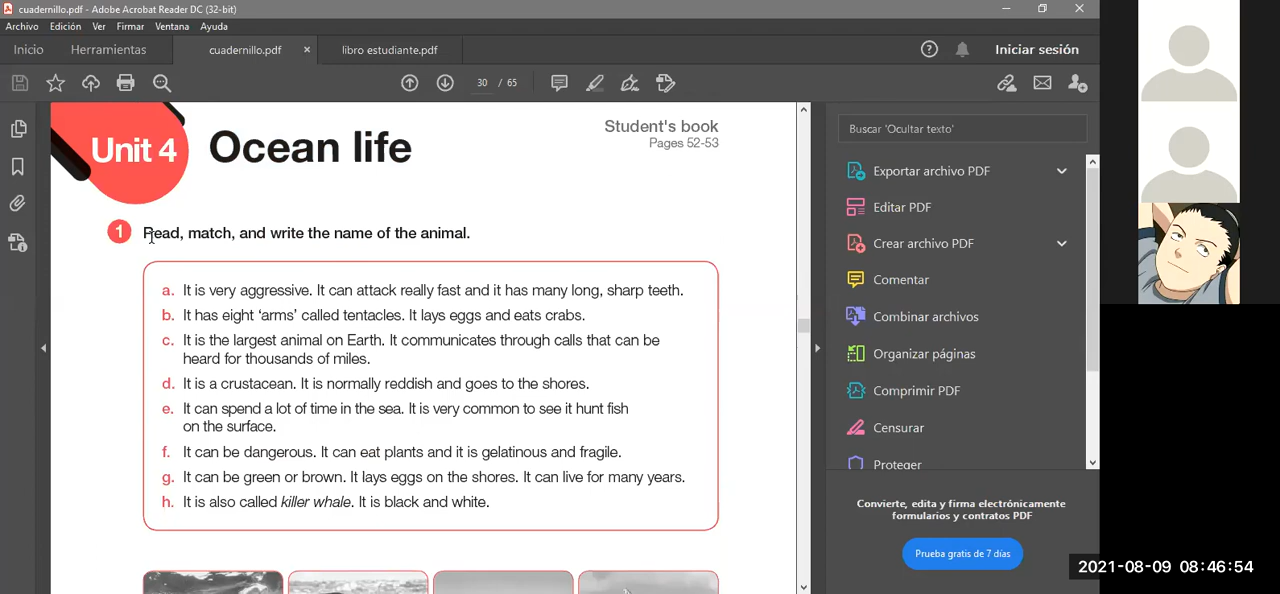 cuadernillo.pdf - Adobe Acrobat Reader DC (32-bit)
Archivo Edición Ver Firmar Ventana Ayuda
Inicio Herramientas cuadernillo.pdf × libro estudiante.pdf Iniciar sesión
30 / 65
Unit 4 Ocean life
Student's book
Pages 52-53
1 Read, match, and write the name of the animal.
a. It is very aggressive. It can attack really fast and it has many long, sharp teeth.
b. It has eight ‘arms’ called tentacles. It lays eggs and eats crabs.
c. It is the largest animal on Earth. It communicates through calls that can be
heard for thousands of miles.
d. It is a crustacean. It is normally reddish and goes to the shores.
e. It can spend a lot of time in the sea. It is very common to see it hunt fish
on the surface.
f. It can be dangerous. It can eat plants and it is gelatinous and fragile.
g. It can be green or brown. It lays eggs on the shores. It can live for many years.
h. It is also called killer whale. It is black and white.
Buscar 'Ocultar texto'
Exportar archivo PDF
Editar PDF
Crear archivo PDF
Comentar
Combinar archivos
Organizar páginas
Comprimir PDF
Censurar
Proteger
Convierte, edita y firma electrónicamente
formularios y contratos PDF
Prueba gratis de 7 días
2021-08-09 08:46:54